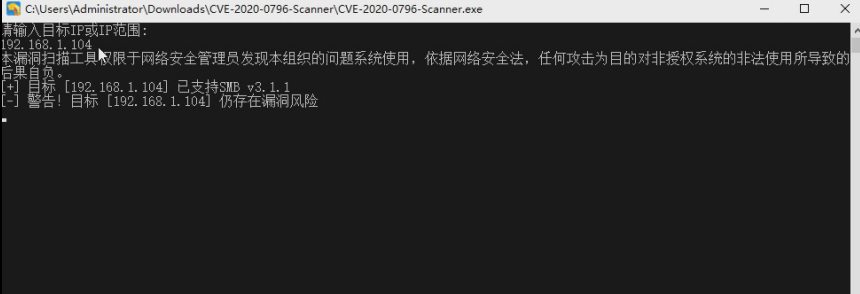 C:\Users\Administrator\Downloads\CVE-2020-0796-Scanner\CVE-2020-0796-Scanner.exe
请输入目标IP或IP范围:
192.168.1.104
本漏洞扫描工具权限于网络安全管理员发现本组织的问题系统使用，依据网络安全法，任何攻击为目的对非授权系统的非法使用所导致的
后果自负。
[+] 目标 [192.168.1.104] 已支持SMB v3.1.1
[-] 警告! 目标 [192.168.1.104] 仍存在漏洞风险